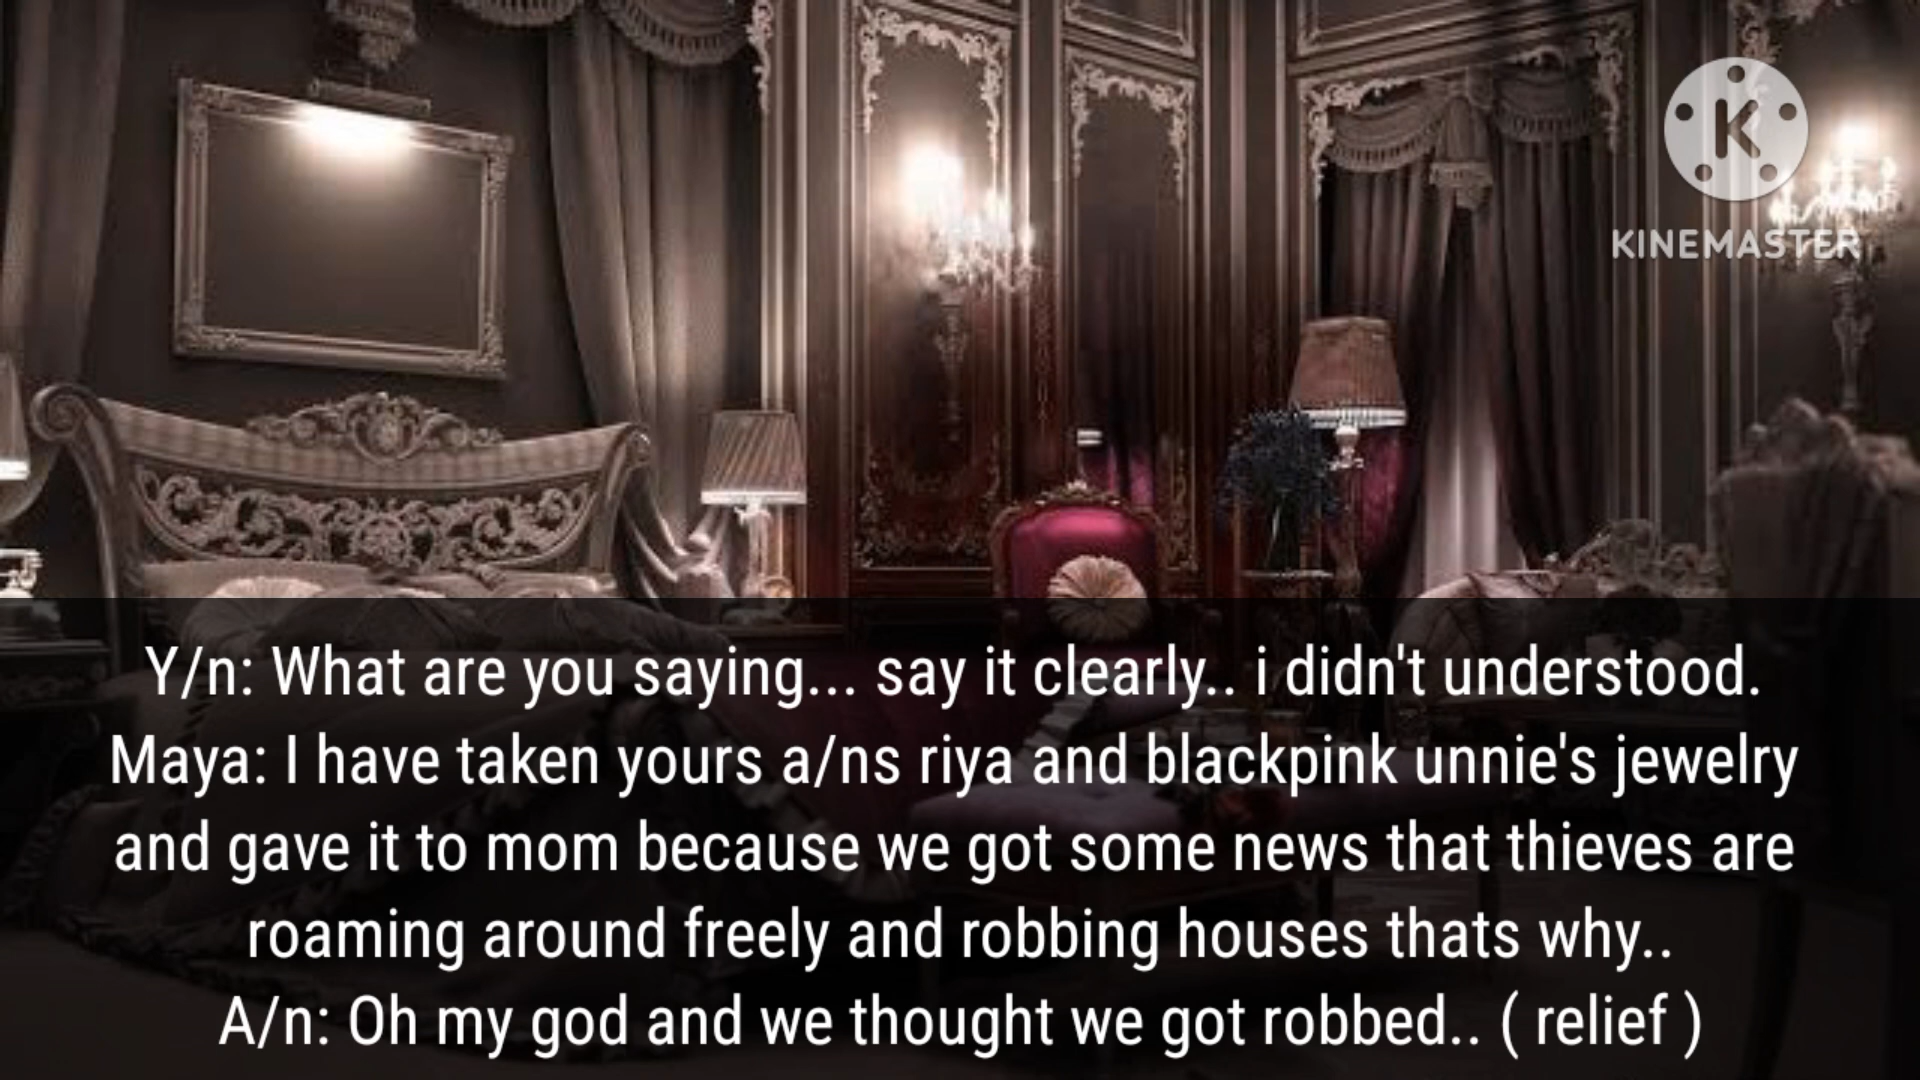 K
KINEMASTER
Y/n: What are you saying... say it clearly.. i didn't understood.
Maya: I have taken yours a/ns riya and blackpink unnie's jewelry
and gave it to mom because we got some news that thieves are
roaming around freely and robbing houses thats why..
A/n: Oh my god and we thought we got robbed.. ( relief )